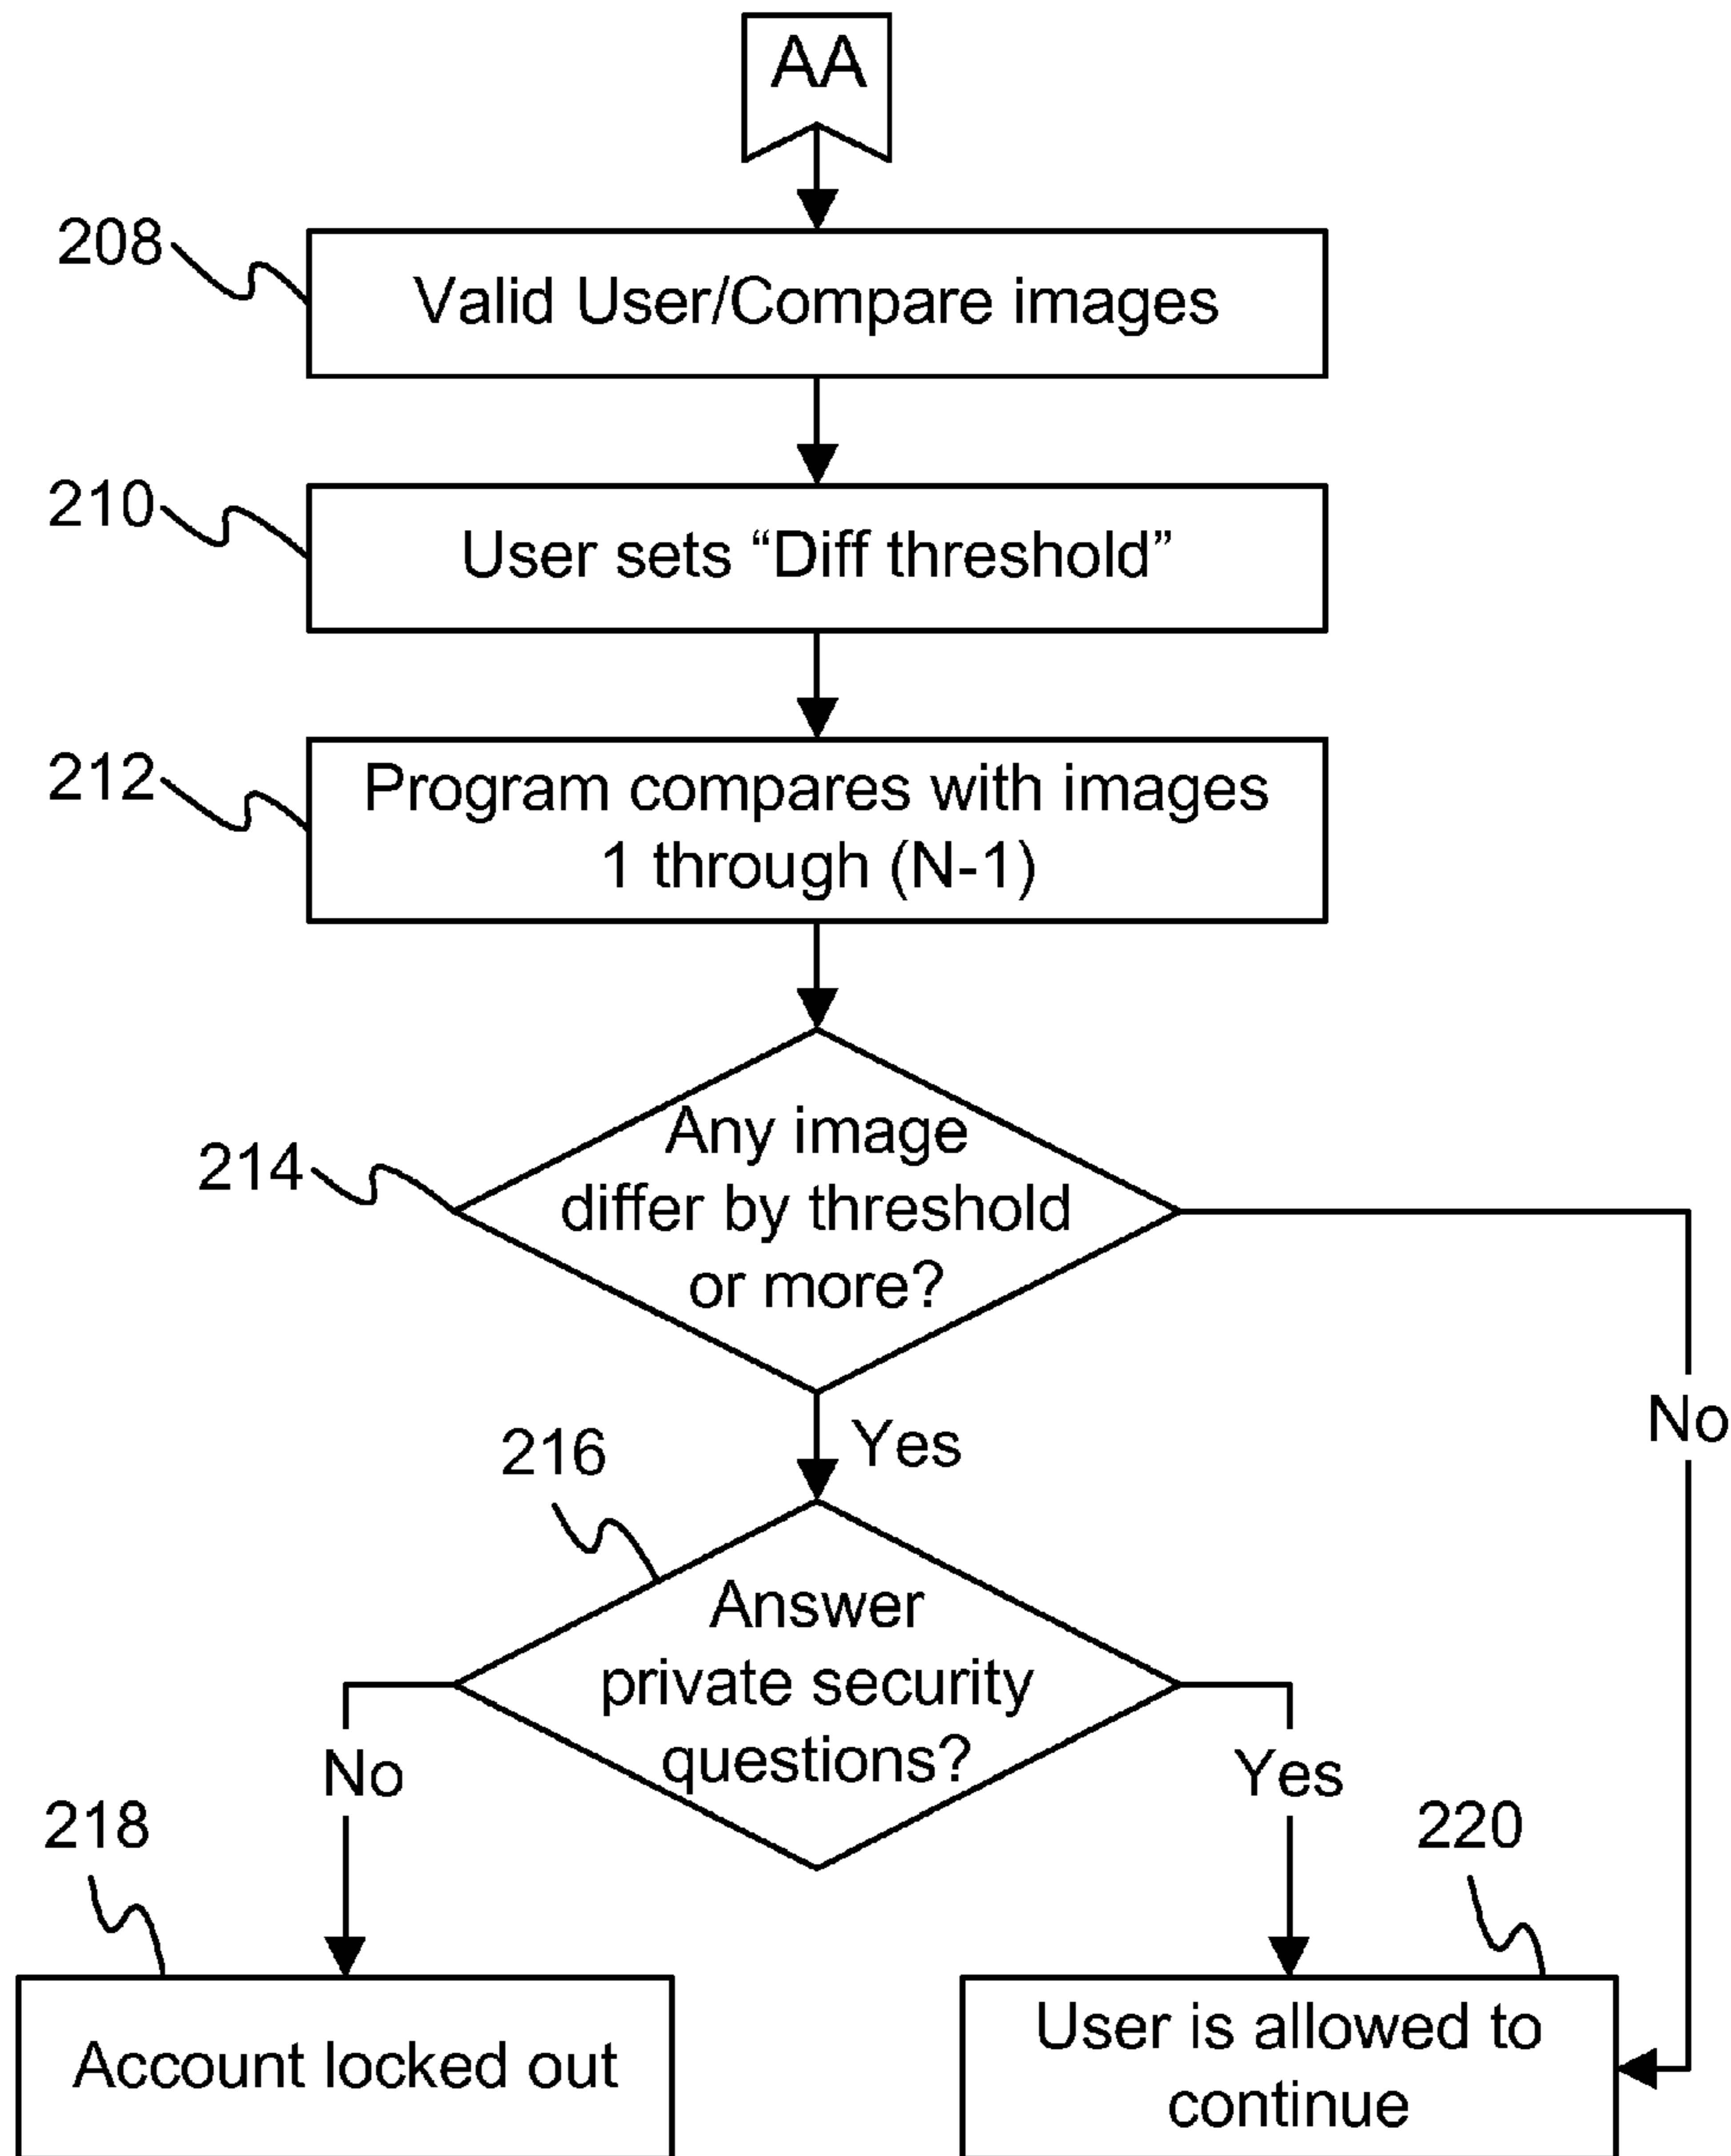 AA
208
Valid User/Compare images
210
User sets “Diff threshold”
212
Program compares with images
1 through (N-1)
214
Any image
differ by threshold
or more?
No
Yes
216
Answer
private security
questions?
No
Yes
218
220
Account locked out
User is allowed to
continue